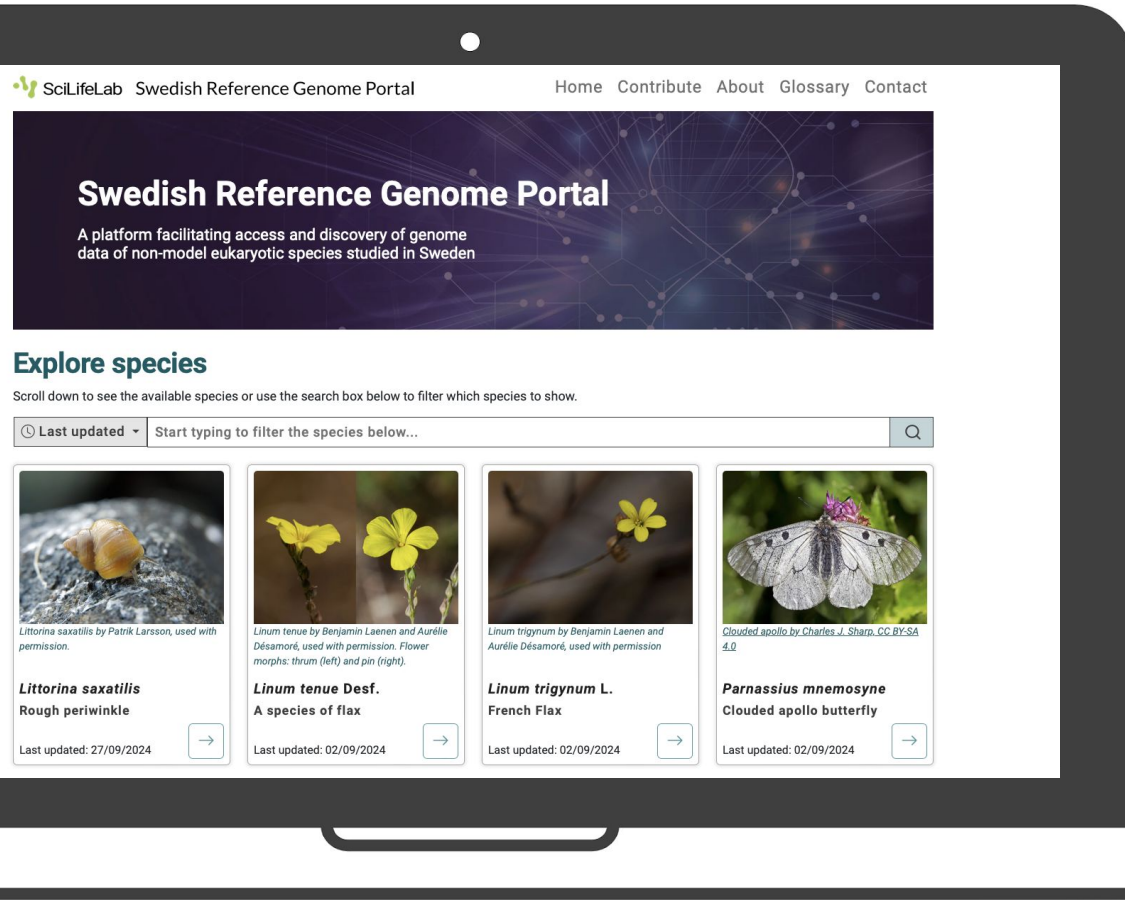 SciLifeLab Swedish Reference Genome Portal
Home Contribute About Glossary Contact
Swedish Reference Genome Portal
A platform facilitating access and discovery of genome
data of non-model eukaryotic species studied in Sweden
Explore species
Scroll down to see the available species or use the search box below to filter which species to show.
Last updated
Start typing to filter the species below...
Littorina saxatilis by Patrik Larsson, used with
permission.
Littorina saxatilis
Rough periwinkle
Last updated: 27/09/2024
Linum tenue by Benjamin Laenen and Aurélie
Désamoré, used with permission. Flower
morphs: thrum (left) and pin (right).
Linum tenue Desf.
A species of flax
Last updated: 02/09/2024
Linum trigynum by Benjamin Laenen and
Aurélie Désamoré, used with permission
Linum trigynum L.
French Flax
Last updated: 02/09/2024
Clouded apollo by Charles J. Sharp, CC BY-SA
4.0
Parnassius mnemosyne
Clouded apollo butterfly
Last updated: 02/09/2024